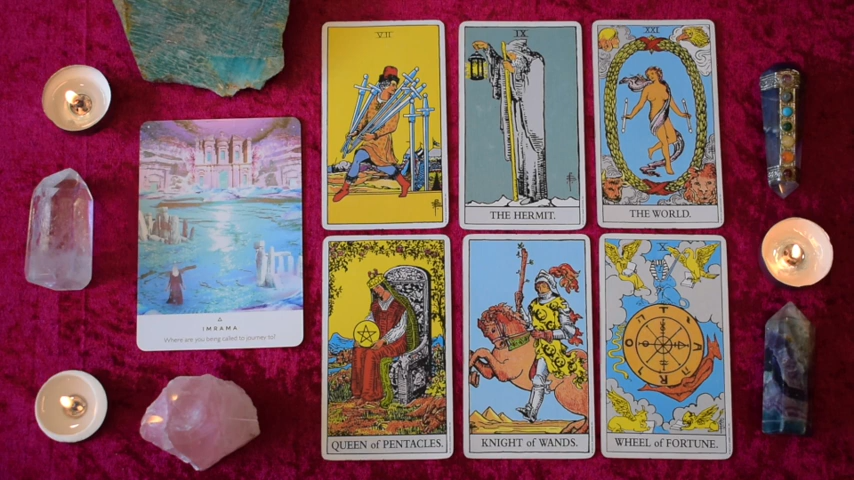 VII
IX
THE HERMIT.
XXI
THE WORLD.
IMRAMA
Where are you being called to journey to?
QUEEN of PENTACLES.
KNIGHT of WANDS.
X
T
A
R
O
WHEEL of FORTUNE.